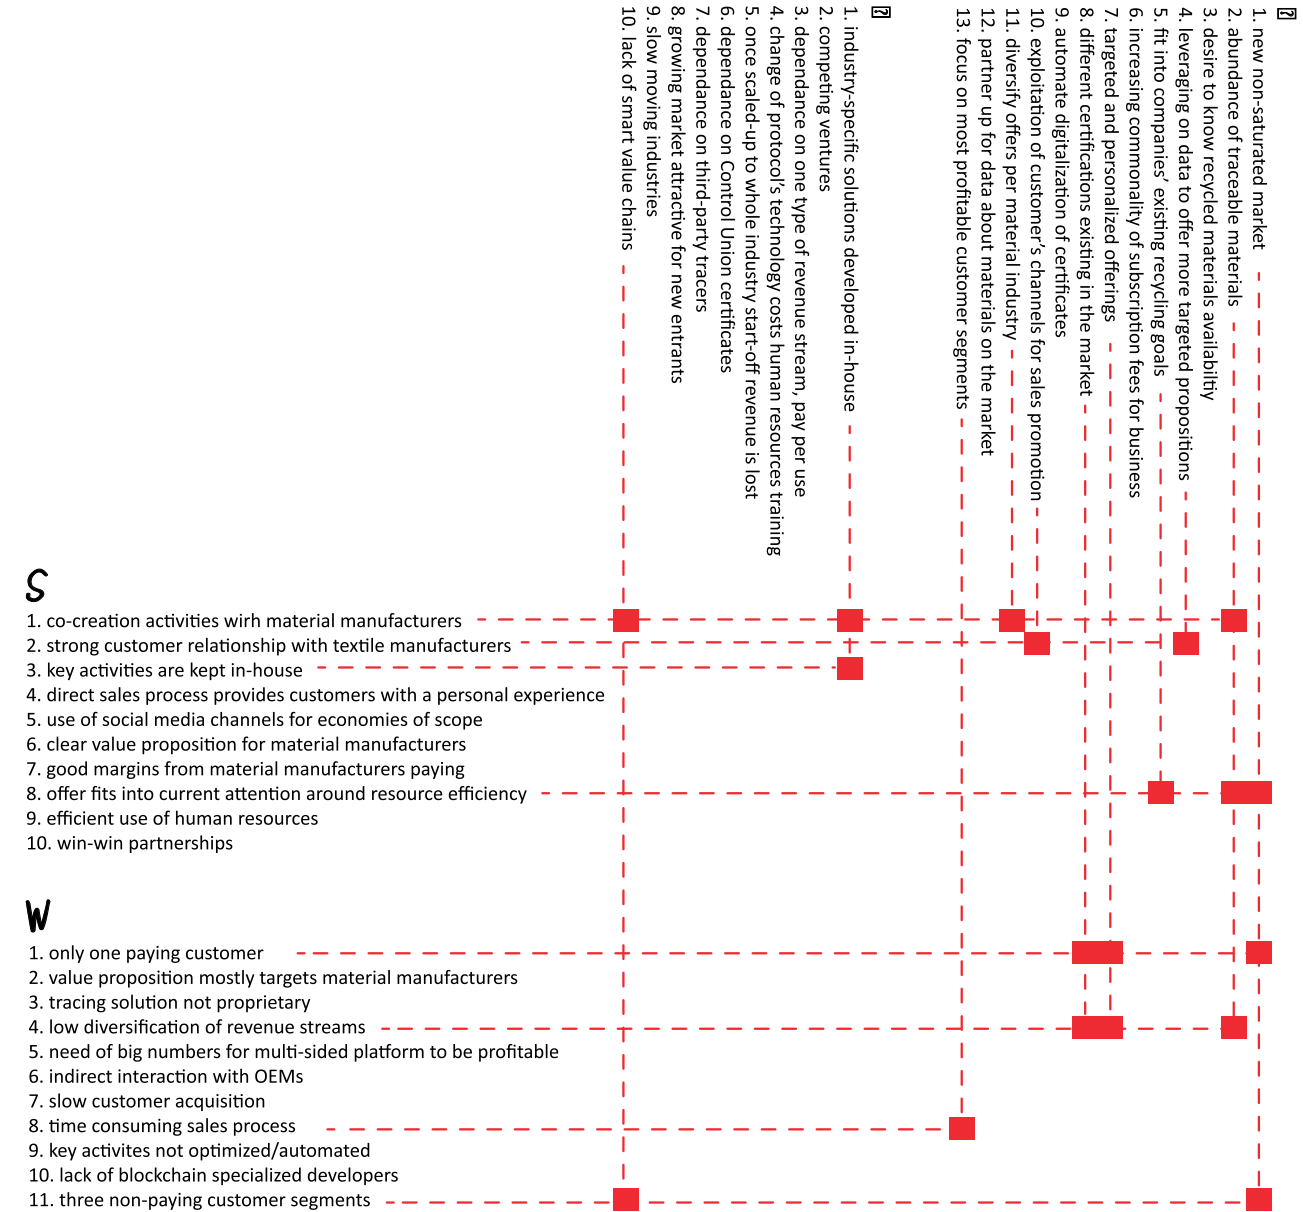 1. new non-saturated market
2. abundance of traceable materials
3. desire to know recycled materials availabiltiy
4. leveraging on data to offer more targeted propositions
5. fit into companies’ existing recycling goals
6. increasing commonality of subscription fees for business
7. targeted and personalized offerings
8. different certifications existing in the market
9. automate digitalization of certificates
10. exploitation of customer’s channels for sales promotion
11. diversify offers per material industry
12. partner up for data about materials on the market
13. focus on most profitable customer segments
1. industry-specific solutions developed in-house
2. competing ventures
3. dependance on one type of revenue stream, pay per use
4. change of protocol’s technology costs human resources training
5. once scaled-up to whole industry start-off revenue is lost
6. dependance on Control Union certificates
7. dependance on third-party tracers
8. growing market attractive for new entrants
9. slow moving industries
10. lack of smart value chains
S
1. co-creation activities wirh material manufacturers
2. strong customer relationship with textile manufacturers
3. key activities are kept in-house
4. direct sales process provides customers with a personal experience
5. use of social media channels for economies of scope
6. clear value proposition for material manufacturers
7. good margins from material manufacturers paying
8. offer fits into current attention around resource efficiency
9. efficient use of human resources
10. win-win partnerships
W
1. only one paying customer
2. value proposition mostly targets material manufacturers
3. tracing solution not proprietary
4. low diversification of revenue streams
5. need of big numbers for multi-sided platform to be profitable
6. indirect interaction with OEMs
7. slow customer acquisition
8. time consuming sales process
9. key activites not optimized/automated
10. lack of blockchain specialized developers
11. three non-paying customer segments